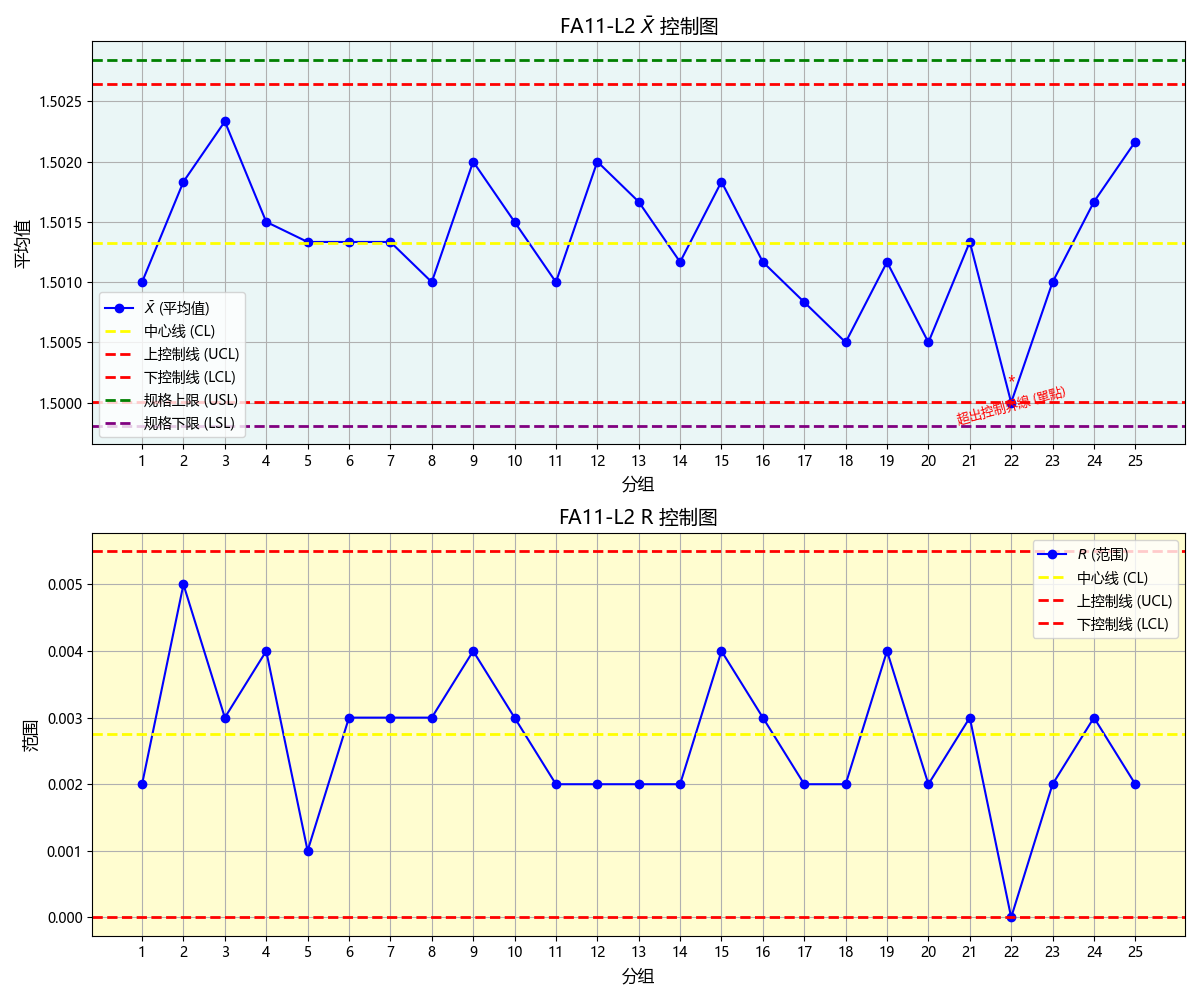 FA11-L2 X̄ 控制图
平均值
1.5025
1.5020
1.5015
1.5010
1.5005
1.5000
X̄ (平均值)
中心线 (CL)
上控制线 (UCL)
下控制线 (LCL)
规格上限 (USL)
规格下限 (LSL)
*
超出控制界線 (單點)
1 2 3 4 5 6 7 8 9 10 11 12 13 14 15 16 17 18 19 20 21 22 23 24 25
分组
FA11-L2 R 控制图
范围
0.005
0.004
0.003
0.002
0.001
0.000
R (范围)
中心线 (CL)
上控制线 (UCL)
下控制线 (LCL)
1 2 3 4 5 6 7 8 9 10 11 12 13 14 15 16 17 18 19 20 21 22 23 24 25
分组